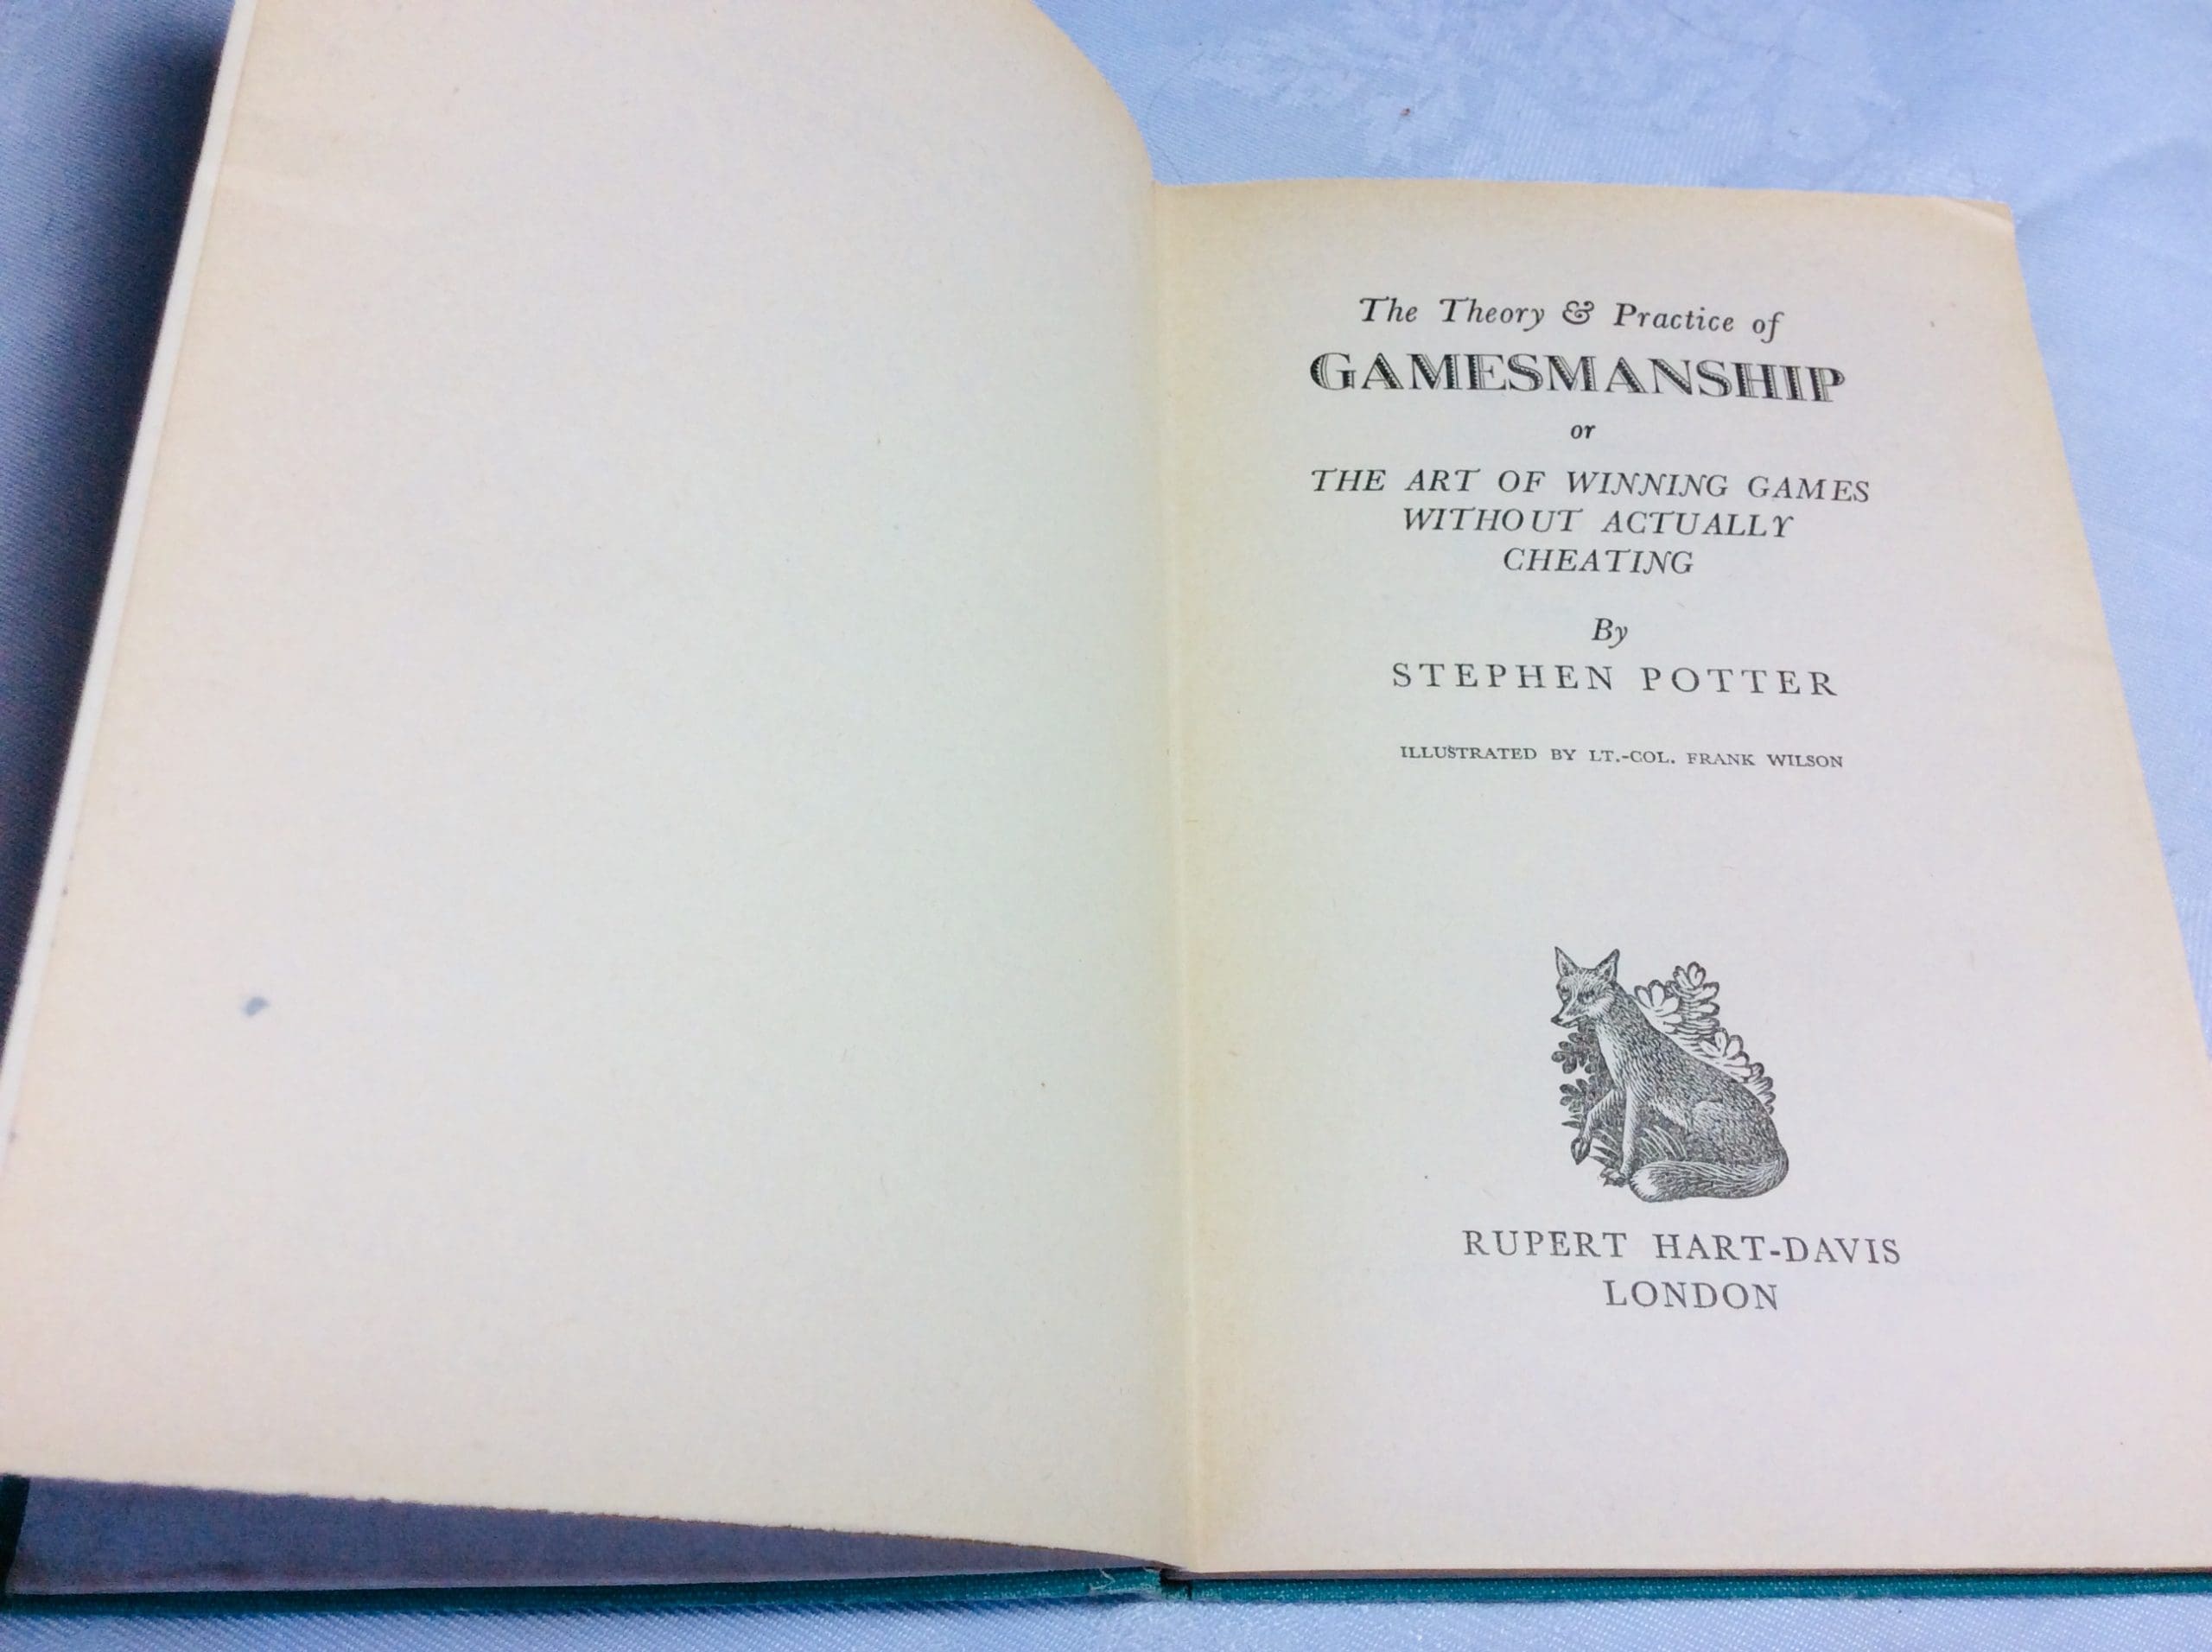 The Theory & Practice of
GAMESMANSHIP
or
THE ART OF WINNING GAMES
WITHOUT ACTUALLY
CHEATING
By
STEPHEN POTTER
ILLUSTRATED BY LT.-COL. FRANK WILSON
RUPERT HART-DAVIS
LONDON